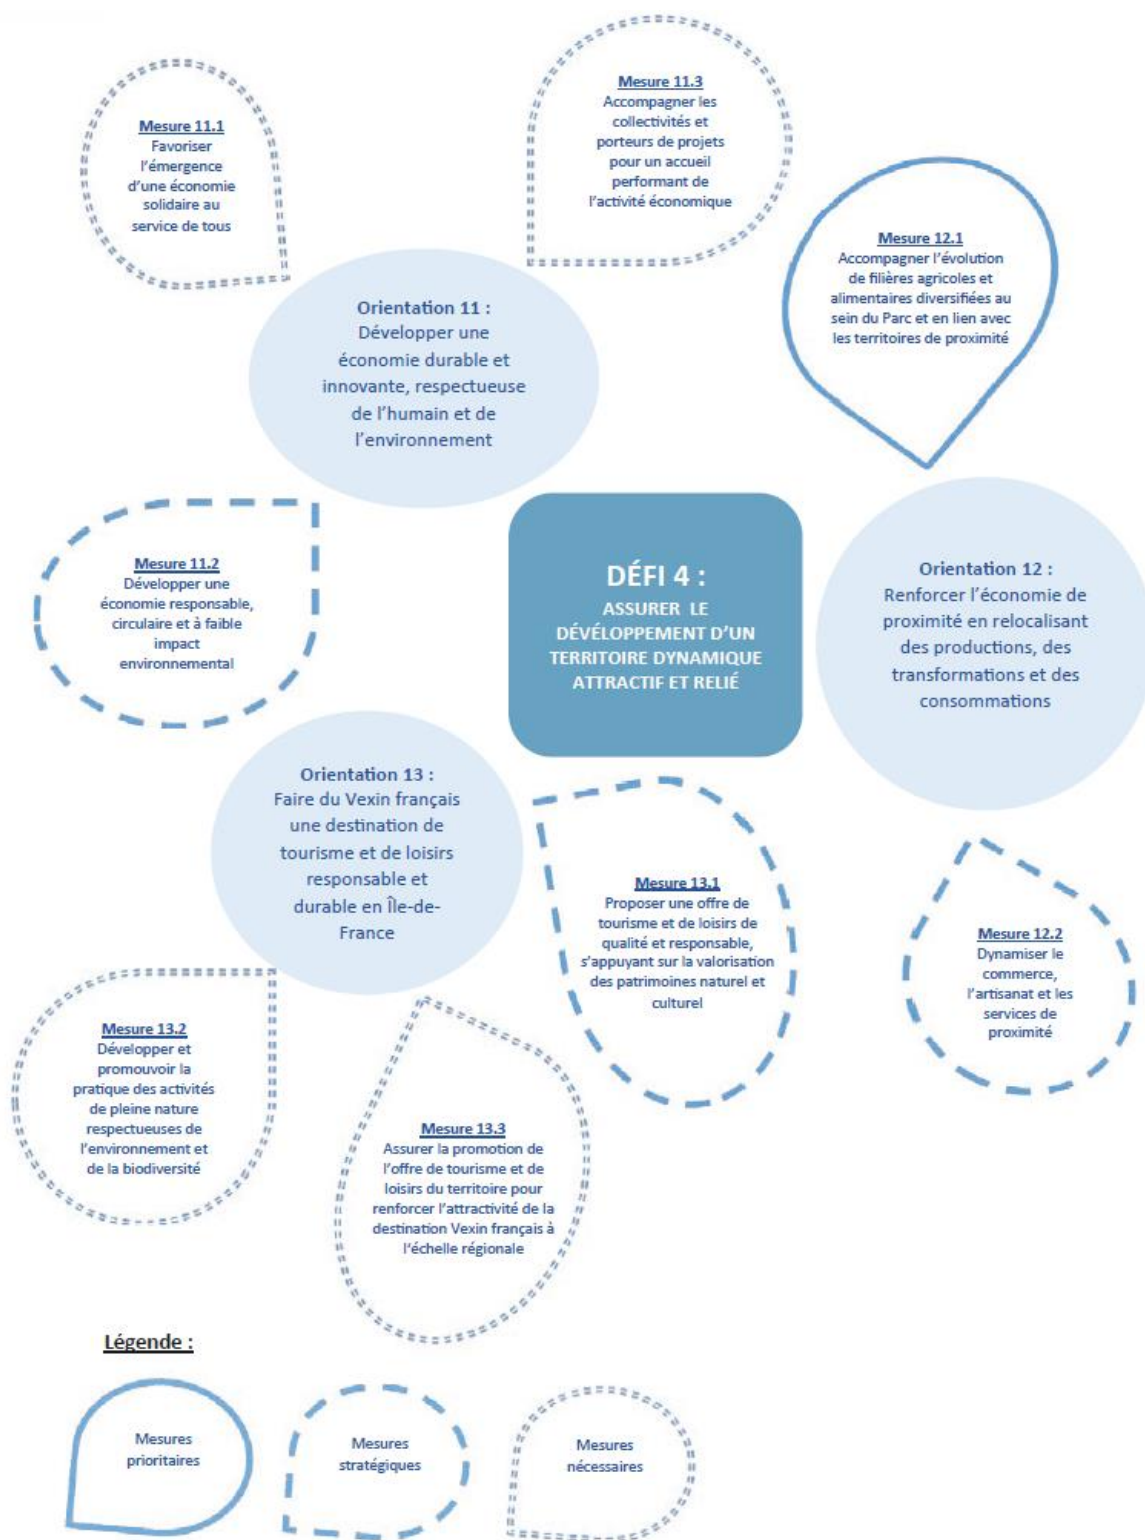 Mesure 11.1
Favoriser
l'émergence
d'une économie
solidaire au
service de tous
Mesure 11.3
Accompagner les
collectivités et
porteurs de projets
pour un accueil
performant de
l'activité économique
Mesure 12.1
Accompagner l'évolution
de filières agricoles et
alimentaires diversifiées au
sein du Parc et en lien avec
les territoires de proximité
Orientation 11 :
Développer une
économie durable et
innovante, respectueuse
de l'humain et de
l'environnement
Mesure 11.2
Développer une
économie responsable,
circulaire et à faible
impact
environnemental
DÉFI 4 :
ASSURER LE
DÉVÉLOPPEMENT D'UN
TERRITOIRE DYNAMIQUE
ATTRACTIF ET RELIÉ
Orientation 12 :
Renforcer l'économie de
proximité en relocalisant
des productions, des
transformations et des
consommations
Orientation 13 :
Faire du Vexin français
une destination de
tourisme et de loisirs
responsable et
durable en Île-de-
France
Mesure 13.1
Proposer une offre de
tourisme et de loisirs de
qualité et responsable,
s'appuyant sur la valorisation
des patrimoines naturel et
culturel
Mesure 12.2
Dynamiser le
commerce,
l'artisanat et les
services de
proximité
Mesure 13.2
Développer et
promouvoir la
pratique des activités
de pleine nature
respectueuses de
l'environnement et
de la biodiversité
Mesure 13.3
Assurer la promotion de
l'offre de tourisme et de
loisirs du territoire pour
renforcer l'attractivité de la
destination Vexin français à
l'échelle régionale
Légende :
Mesures
prioritaires
Mesures
stratégiques
Mesures
nécessaires